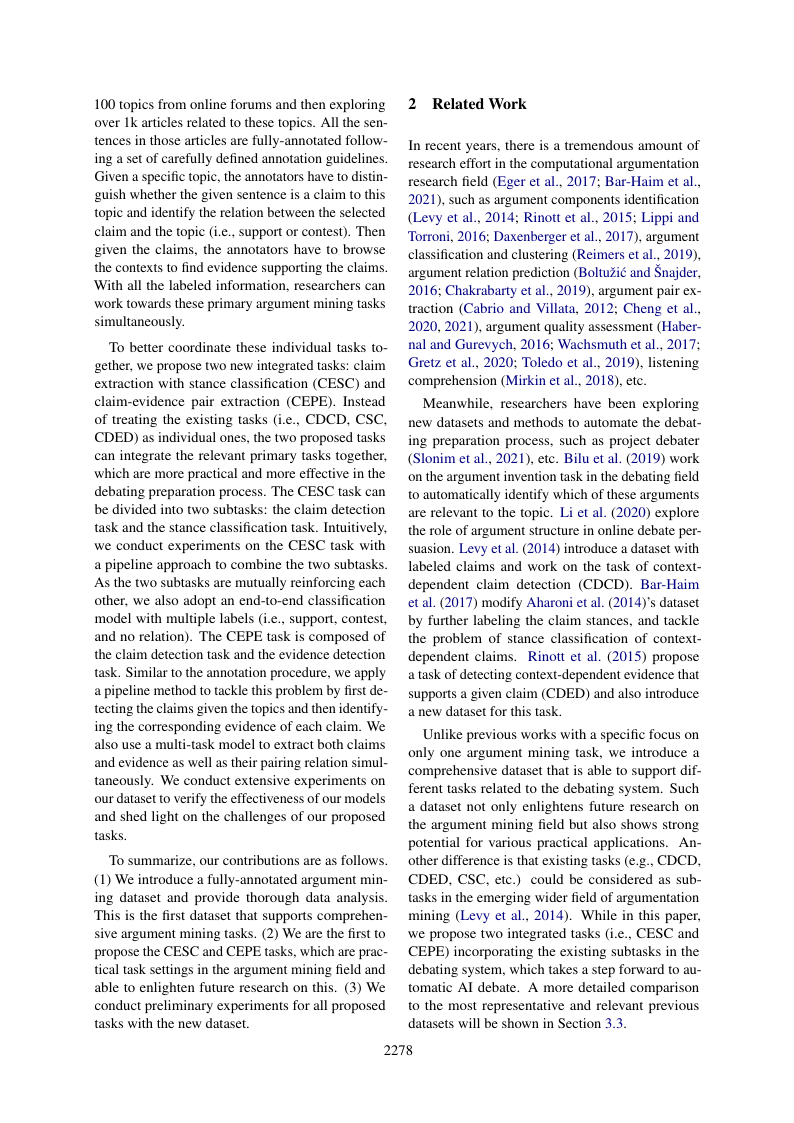 100 topics from online forums and then exploring
over 1k articles related to these topics. All the sen-
tences in those articles are fully-annotated follow-
ing a set of carefully defined annotation guidelines.
Given a specific topic, the annotators have to distin-
guish whether the given sentence is a claim to this
topic and identify the relation between the selected
claim and the topic (i.e., support or contest). Then
given the claims, the annotators have to browse
the contexts to find evidence supporting the claims.
With all the labeled information, researchers can
work towards these primary argument mining tasks
simultaneously.
To better coordinate these individual tasks to-
gether, we propose two new integrated tasks: claim
extraction with stance classification (CESC) and
claim-evidence pair extraction (CEPE). Instead
of treating the existing tasks (i.e., CDCD, CSC,
CDED) as individual ones, the two proposed tasks
can integrate the relevant primary tasks together,
which are more practical and more effective in the
debating preparation process. The CESC task can
be divided into two subtasks: the claim detection
task and the stance classification task. Intuitively,
we conduct experiments on the CESC task with
a pipeline approach to combine the two subtasks.
As the two subtasks are mutually reinforcing each
other, we also adopt an end-to-end classification
model with multiple labels (i.e., support, contest,
and no relation). The CEPE task is composed of
the claim detection task and the evidence detection
task. Similar to the annotation procedure, we apply
a pipeline method to tackle this problem by first de-
tecting the claims given the topics and then identify-
ing the corresponding evidence of each claim. We
also use a multi-task model to extract both claims
and evidence as well as their pairing relation simul-
taneously. We conduct extensive experiments on
our dataset to verify the effectiveness of our models
and shed light on the challenges of our proposed
tasks.
To summarize, our contributions are as follows.
(1) We introduce a fully-annotated argument min-
ing dataset and provide thorough data analysis.
This is the first dataset that supports comprehen-
sive argument mining tasks. (2) We are the first to
propose the CESC and CEPE tasks, which are prac-
tical task settings in the argument mining field and
able to enlighten future research on this. (3) We
conduct preliminary experiments for all proposed
tasks with the new dataset.
2 Related Work
In recent years, there is a tremendous amount of
research effort in the computational argumentation
research field (Eger et al., 2017; Bar-Haim et al.,
2021), such as argument components identification
(Levy et al., 2014; Rinott et al., 2015; Lippi and
Torroni, 2016; Daxenberger et al., 2017), argument
classification and clustering (Reimers et al., 2019),
argument relation prediction (Boltužić and Šnajder,
2016; Chakrabarty et al., 2019), argument pair ex-
traction (Cabrio and Villata, 2012; Cheng et al.,
2020, 2021), argument quality assessment (Haber-
nal and Gurevych, 2016; Wachsmuth et al., 2017;
Gretz et al., 2020; Toledo et al., 2019), listening
comprehension (Mirkin et al., 2018), etc.
Meanwhile, researchers have been exploring
new datasets and methods to automate the debat-
ing preparation process, such as project debater
(Slonim et al., 2021), etc. Bilu et al. (2019) work
on the argument invention task in the debating field
to automatically identify which of these arguments
are relevant to the topic. Li et al. (2020) explore
the role of argument structure in online debate per-
suasion. Levy et al. (2014) introduce a dataset with
labeled claims and work on the task of context-
dependent claim detection (CDCD). Bar-Haim
et al. (2017) modify Aharoni et al. (2014)'s dataset
by further labeling the claim stances, and tackle
the problem of stance classification of context-
dependent claims. Rinott et al. (2015) propose
a task of detecting context-dependent evidence that
supports a given claim (CDED) and also introduce
a new dataset for this task.
Unlike previous works with a specific focus on
only one argument mining task, we introduce a
comprehensive dataset that is able to support dif-
ferent tasks related to the debating system. Such
a dataset not only enlightens future research on
the argument mining field but also shows strong
potential for various practical applications. An-
other difference is that existing tasks (e.g., CDCD,
CDED, CSC, etc.) could be considered as sub-
tasks in the emerging wider field of argumentation
mining (Levy et al., 2014). While in this paper,
we propose two integrated tasks (i.e., CESC and
CEPE) incorporating the existing subtasks in the
debating system, which takes a step forward to au-
tomatic AI debate. A more detailed comparison
to the most representative and relevant previous
datasets will be shown in Section 3.3.
2278